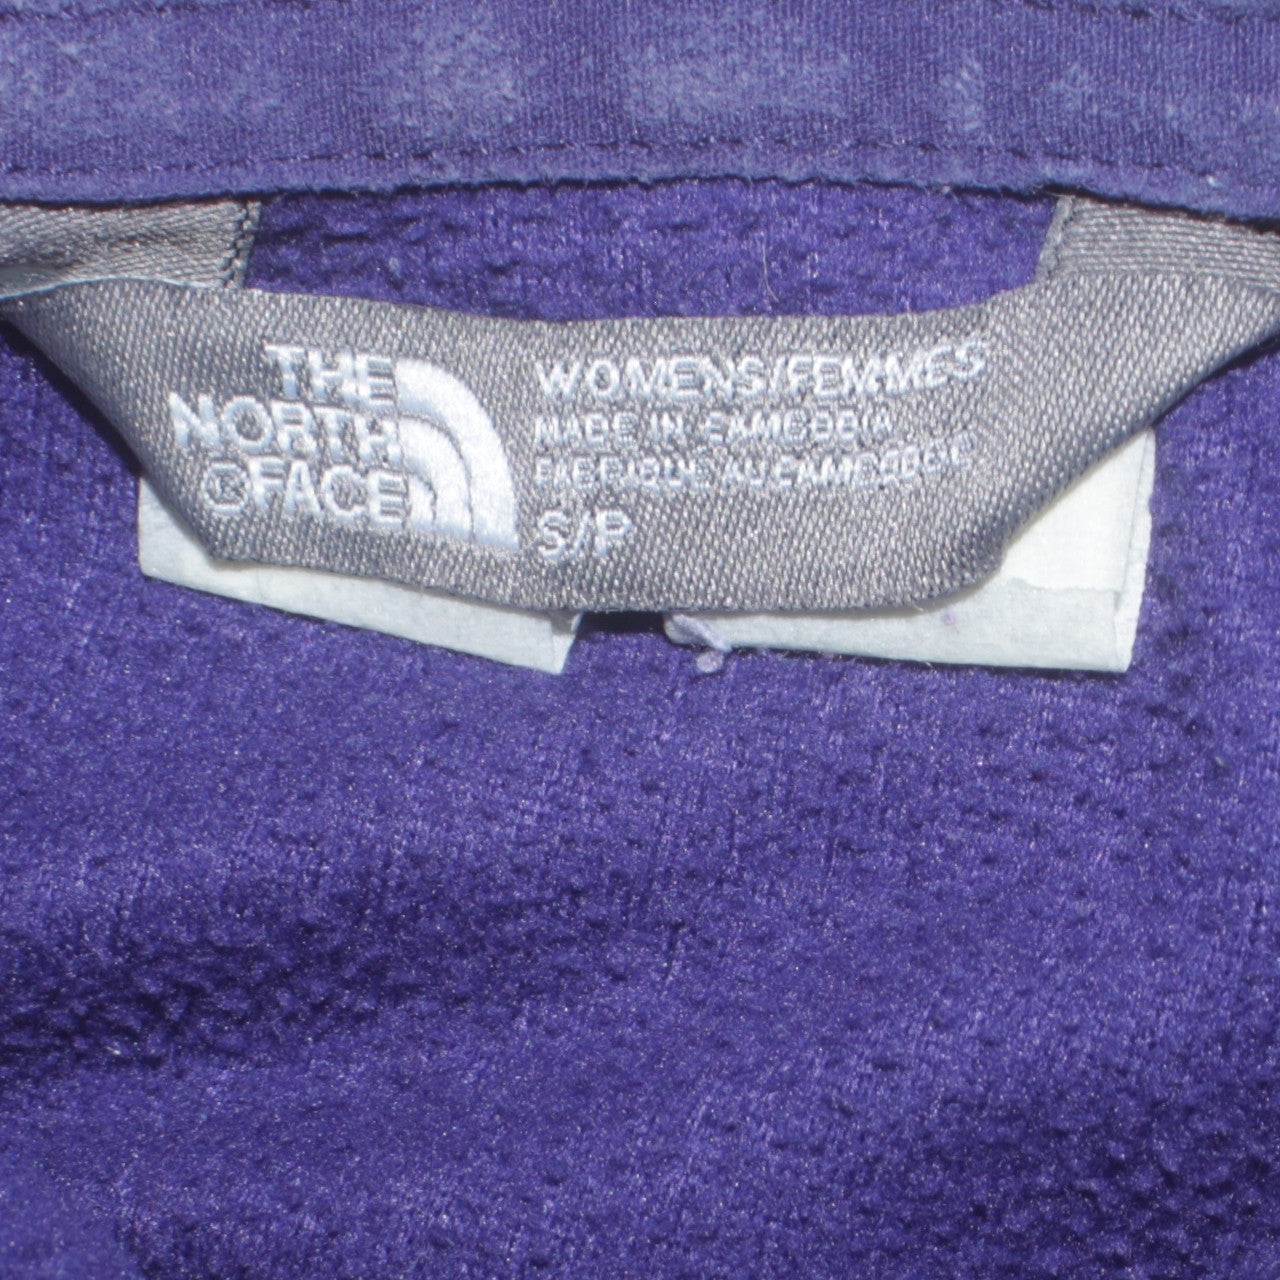 THE
NORTH
®FACE
WOMENS/FEMMES
MADE IN CAMBODIA
FABRIQUÉ AU CAMBODGE
S/P